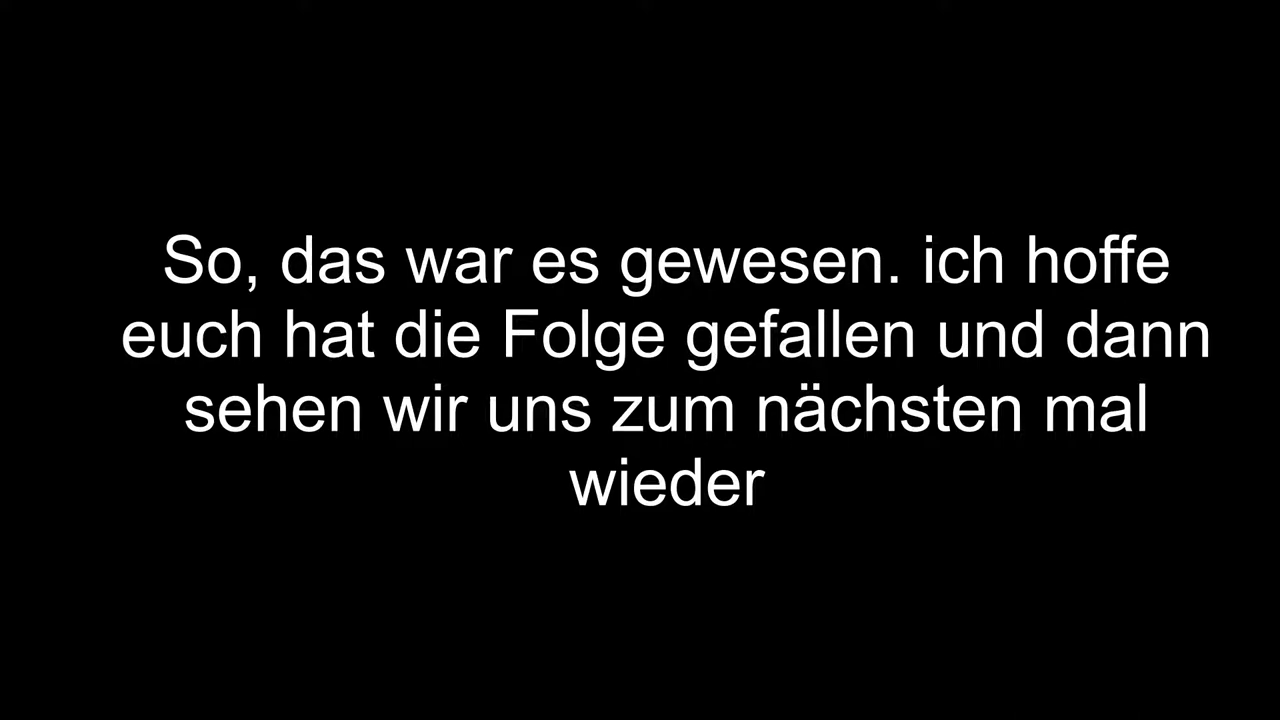 So, das war es gewesen. ich hoffe
euch hat die Folge gefallen und dann
sehen wir uns zum nächsten mal
wieder